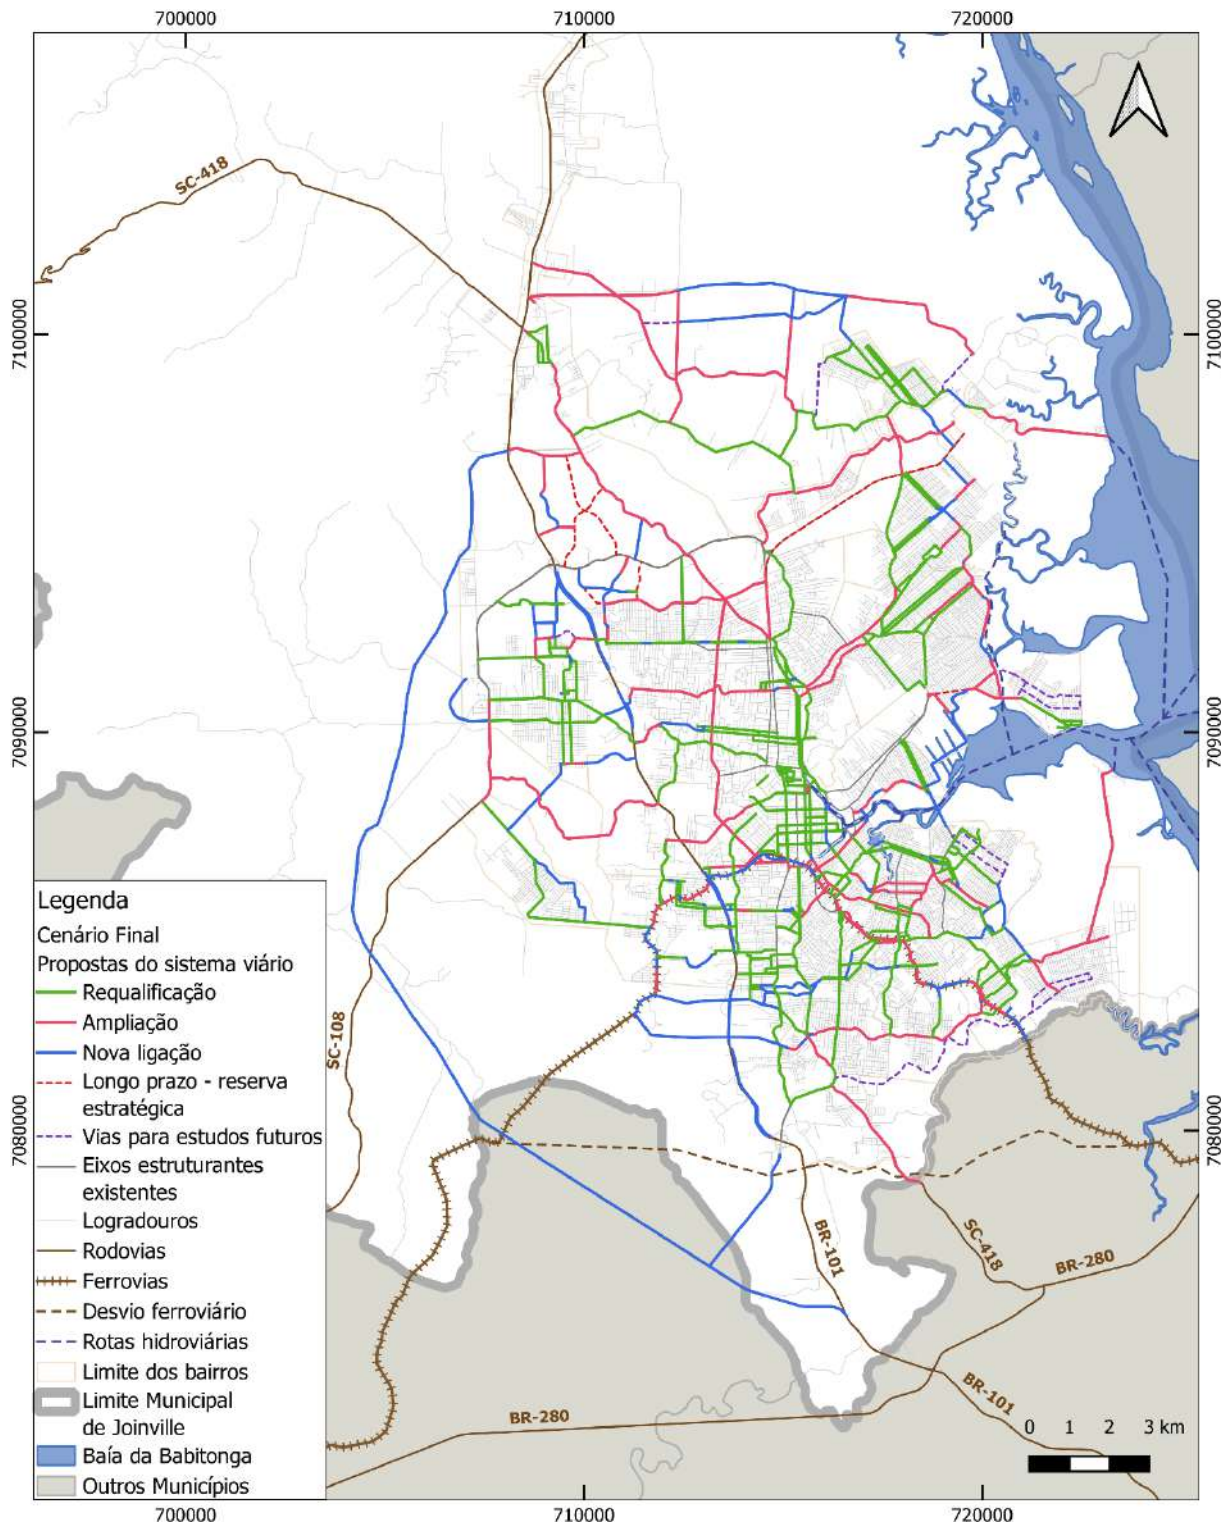 700000
710000
720000
SC-418
7100000
7100000
7090000
7090000
Legenda
Cenário Final
Propostas do sistema viário
Requalificação
Ampliação
Nova ligação
Longo prazo - reserva
estratégica
Vias para estudos futuros
Eixos estruturantes
existentes
Logradouros
Rodovias
Ferrovias
Desvio ferroviário
Rotas hidroviárias
Limite dos bairros
Limite Municipal
de Joinville
Baía da Babitonga
Outros Municípios
SC-108
7080000
7080000
BR-101
SC-418
BR-280
BR-280
BR-101
0 1 2 3 km
700000
710000
720000